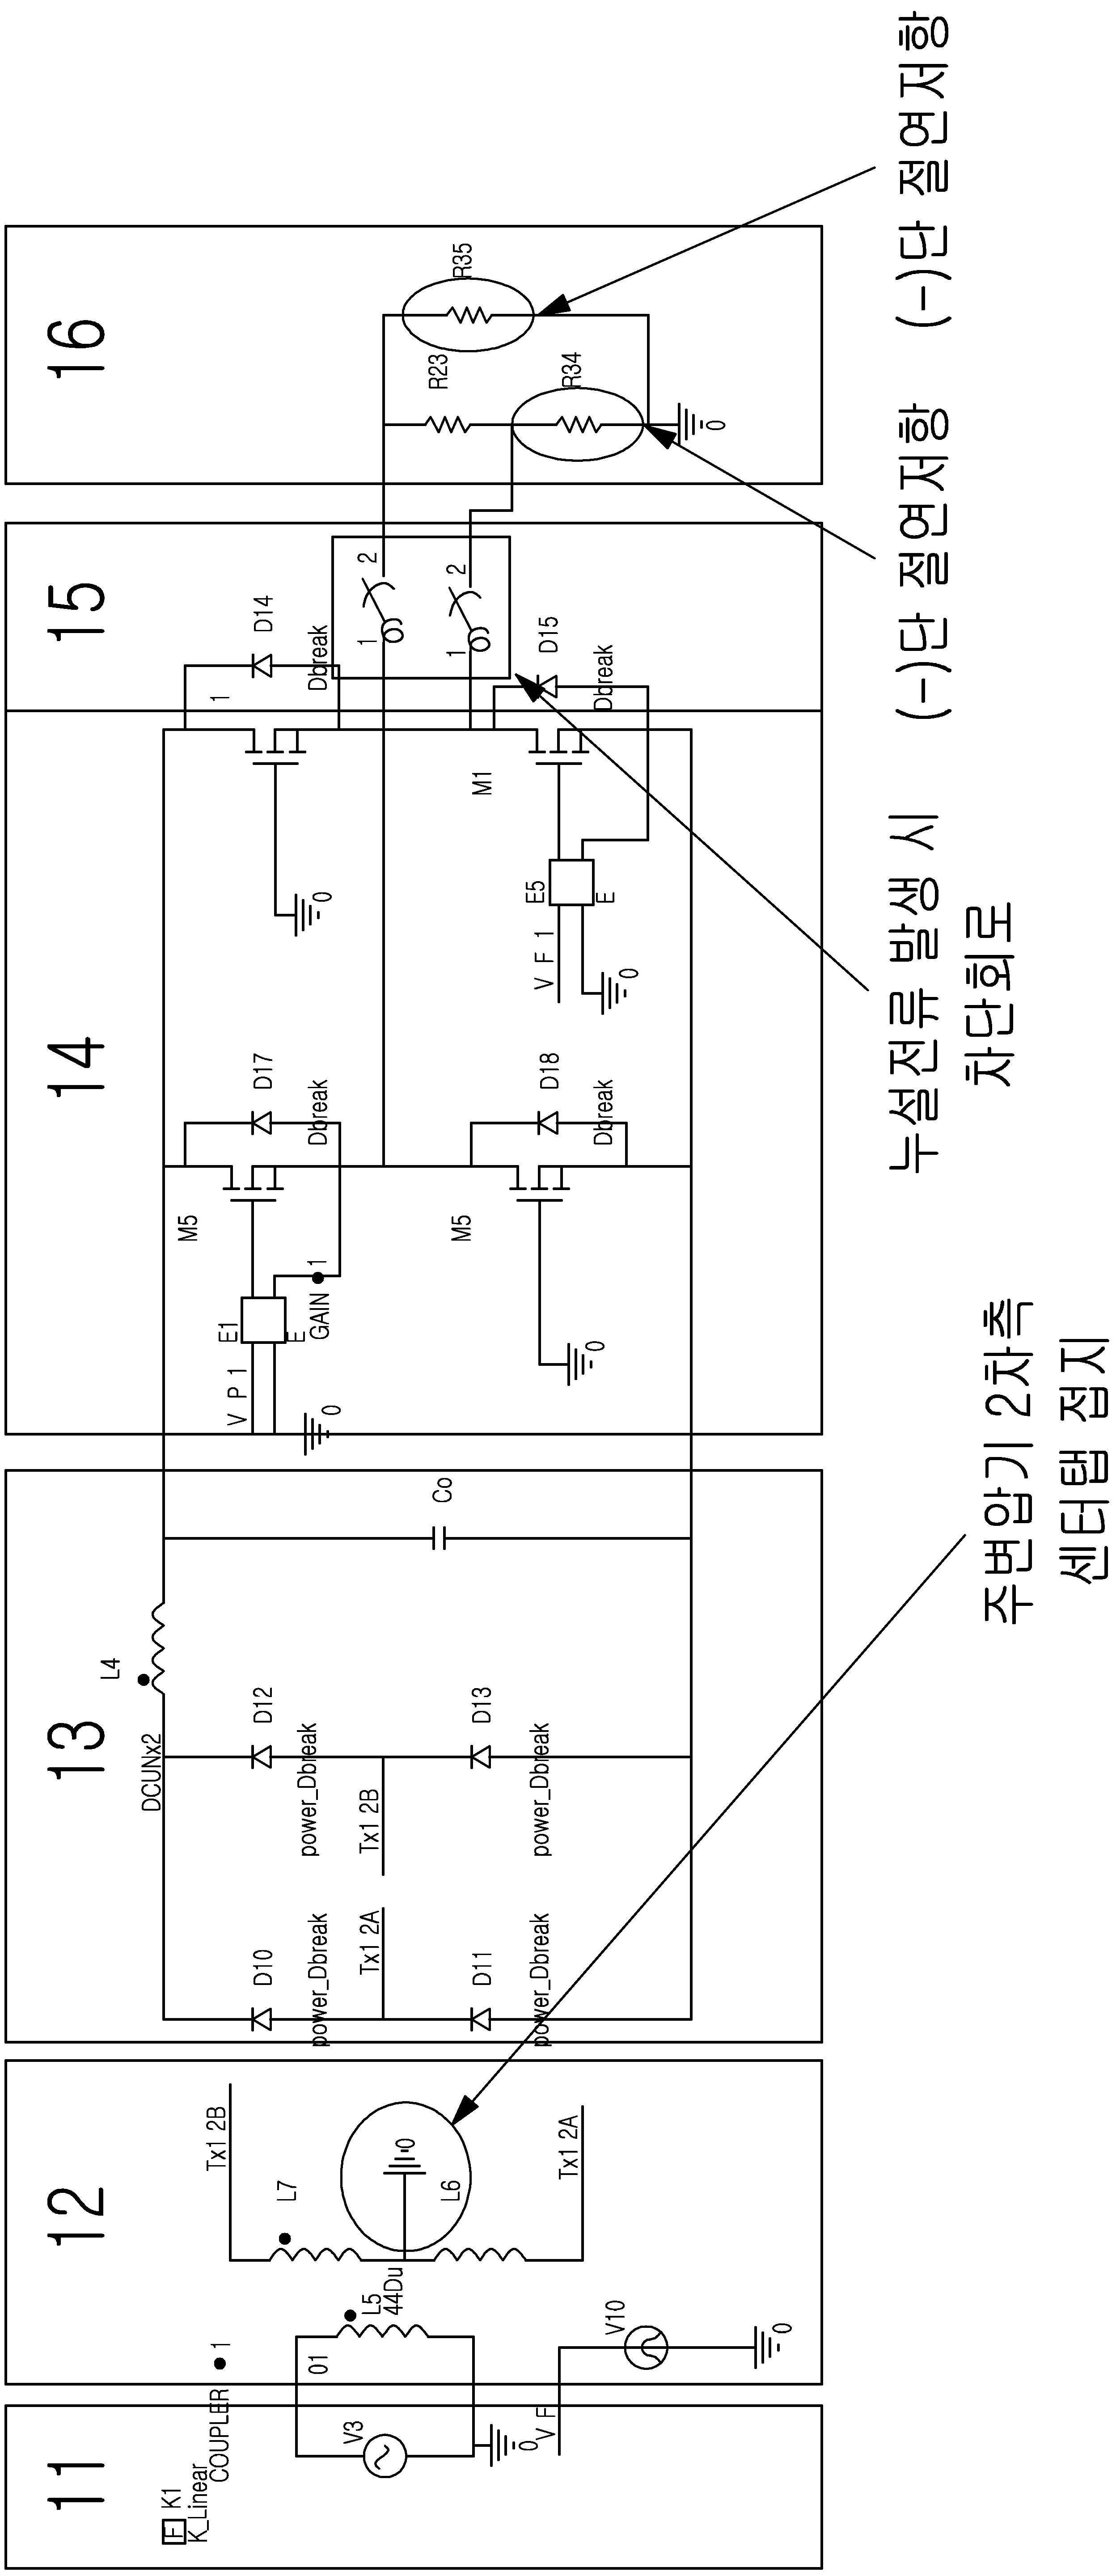 11
12
13
14
15
16
F
K1
K_Linear
COUPLER
1
V3
0
V F
01
L5
44Du
V10
0
Tx1 2B
L7
0
L6
Tx1 2A
L4
DCUNx2
D10
power_Dbreak
Tx1 2A
D11
power_Dbreak
D12
power_Dbreak
Tx1 2B
D13
power_Dbreak
Co
V P 1
0
E1
E
GAIN
1
M5
D17
Dbreak
0
M5
D18
Dbreak
0
V F 1
0
E5
E
M1
1
D14
Dbreak
1
2
1
2
D15
Dbreak
R23
R35
R34
0
주변압기 2차측
센터탭 접지
누설전류 발생 시
차단회로
(-)단 절연저항
(-)단 절연저항